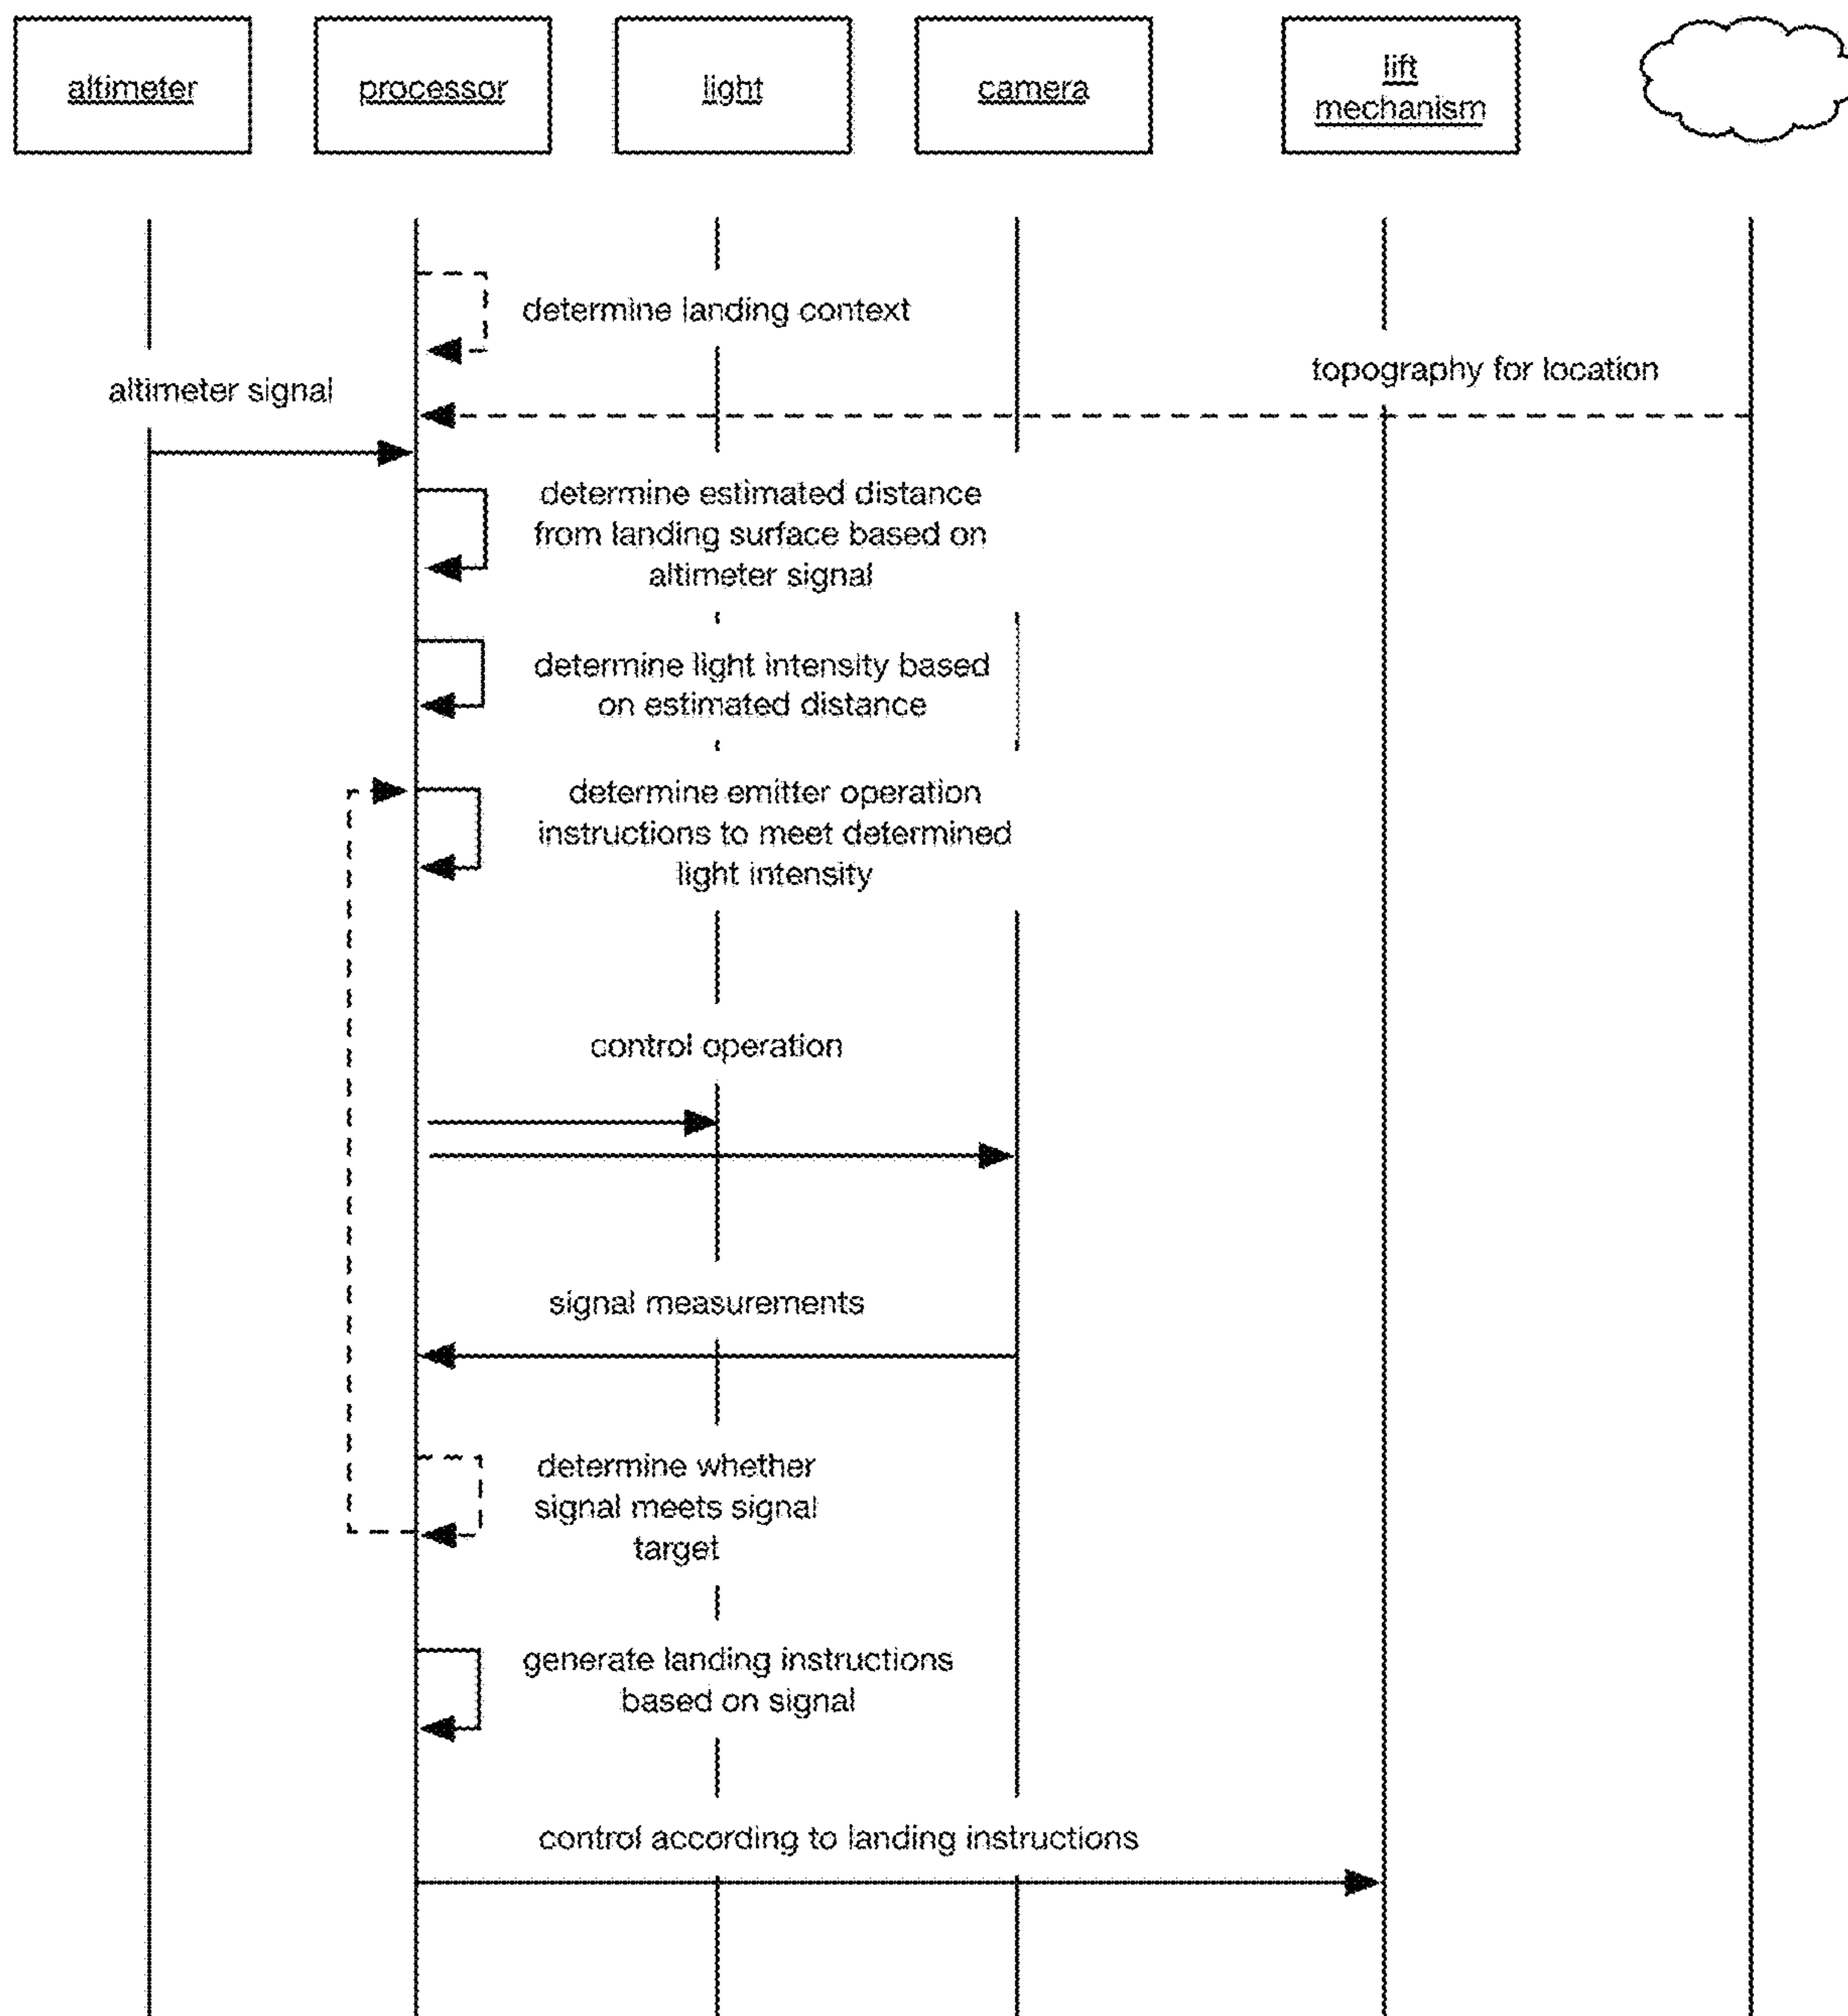 altimeter
processor
light
camera
lift
mechanism
determine landing context
topography for location
altimeter signal
determine estimated distance
from landing surface based on
altimeter signal
determine light intensity based
on estimated distance
determine emitter operation
instructions to meet determined
light intensity
control operation
signal measurements
determine whether
signal meets signal
target
generate landing instructions
based on signal
control according to landing instructions